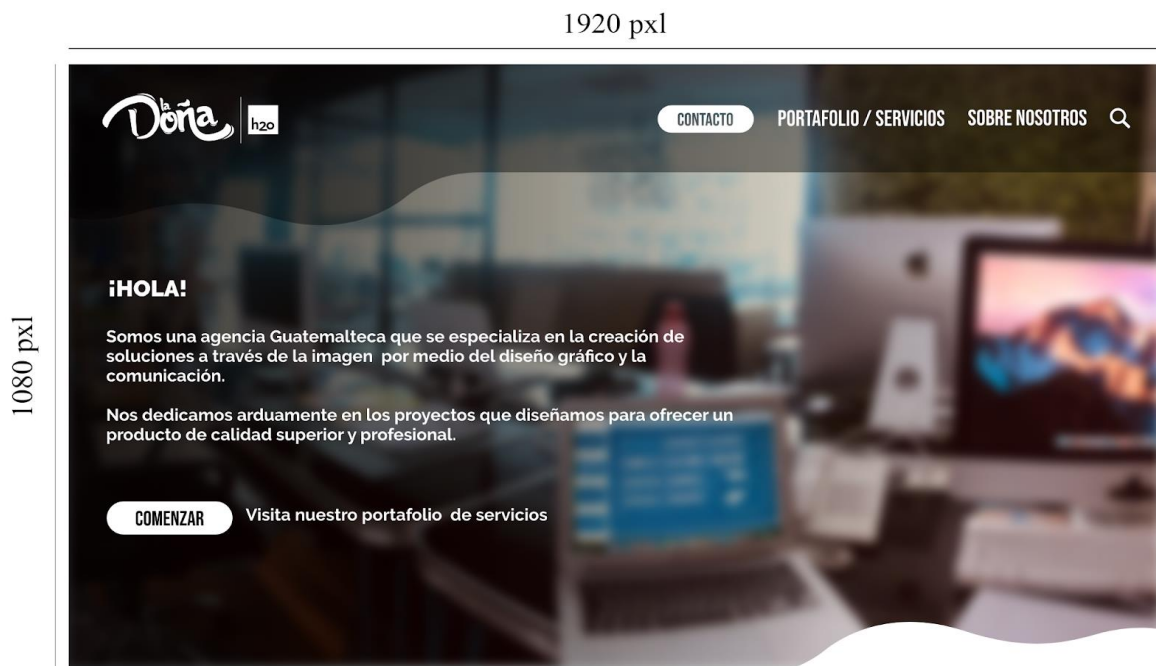 1920 pxl
la
Doña
h2o
CONTACTO PORTAFOLIO / SERVICIOS SOBRE NOSOTROS
1080 pxl
¡HOLA!
Somos una agencia Guatemalteca que se especializa en la creación de
soluciones a través de la imagen por medio del diseño gráfico y la
comunicación.
Nos dedicamos arduamente en los proyectos que diseñamos para ofrecer un
producto de calidad superior y profesional.
COMENZAR Visita nuestro portafolio de servicios